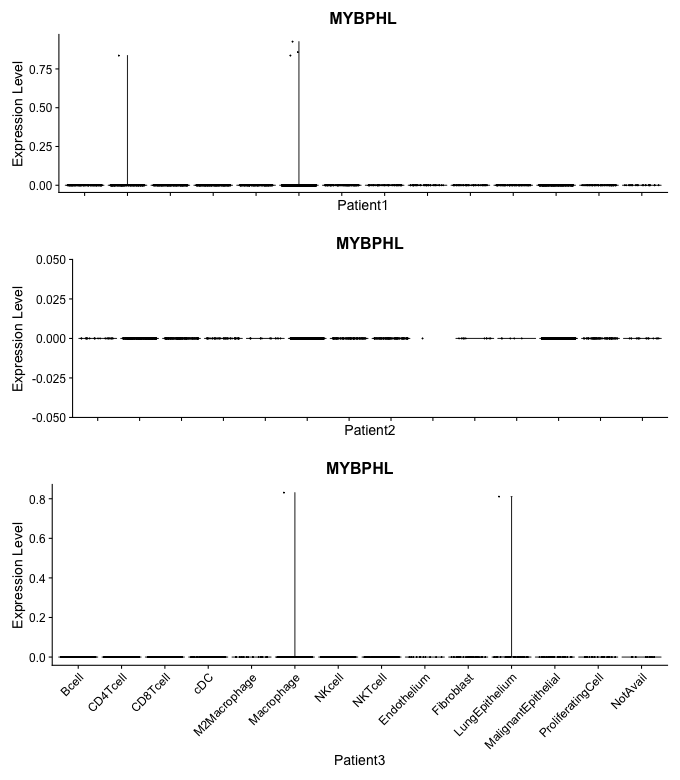 MYBPHL
Expression Level
0.75
0.50
0.25
0.00
Patient1
MYBPHL
Expression Level
0.050
0.025
0.000
-0.025
-0.050
Patient2
MYBPHL
Expression Level
0.8
0.6
0.4
0.2
0.0
Bcell
CD4Tcell
CD8Tcell
cDC
M2Macrophage
Macrophage
NKcell
NKTcell
Endothelium
Fibroblast
LungEpithelium
MalignantEpithelial
ProliferatingCell
NotAvail
Patient3